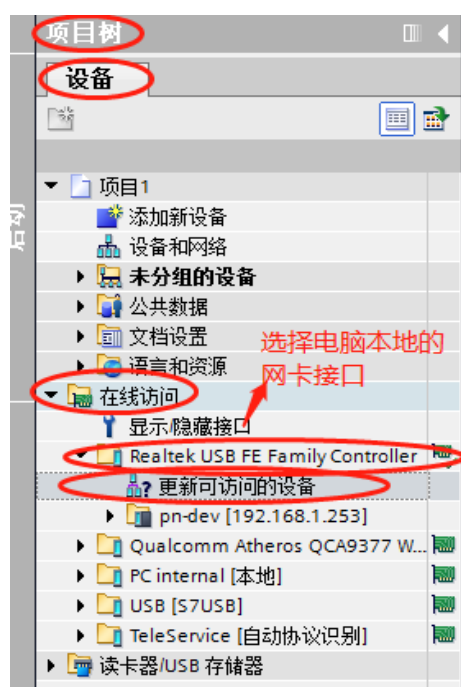 项目树
设备
启动
项目1
添加新设备
设备和网络
未分组的设备
公共数据
文档设置
语言和资源
选择电脑本地的
网卡接口
在线访问
显示/隐藏接口
Realtek USB FE Family Controller
更新可访问的设备
pn-dev [192.168.1.253]
Qualcomm Atheros QCA9377 W...
PC internal [本地]
USB [S7USB]
TeleService [自动协议识别]
读卡器/USB 存储器